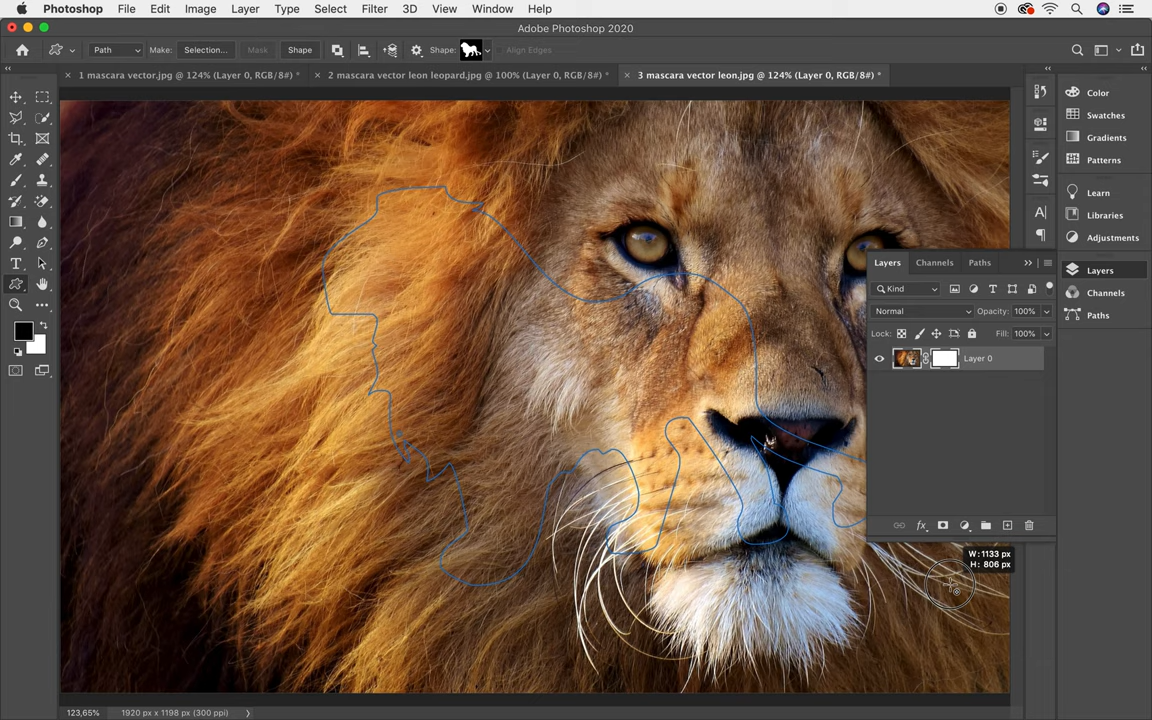 Photoshop File Edit Image Layer Type Select Filter 3D View Window Help
Adobe Photoshop 2020
Path Make: Selection... Mask Shape Shape: Align Edges
1 mascara vector.jpg @ 124% (Layer 0, RGB/8#) * 2 mascara vector leon leopard.jpg @ 100% (Layer 0, RGB/8#) * 3 mascara vector leon.jpg @ 124% (Layer 0, RGB/8#) *
Color
Swatches
Gradients
Patterns
Learn
Libraries
Adjustments
Layers
Channels
Paths
Layers Channels Paths
Kind
Normal Opacity: 100%
Lock: Fill: 100%
Layer 0
fx
W: 1133 px
H: 806 px
123,65% 1920 px x 1198 px (300 ppi)